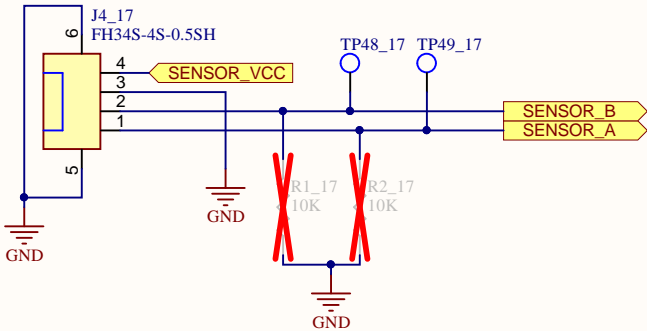 J4_17
FH34S-4S-0.5SH
6
TP48_17 TP49_17
4 SENSOR_VCC
3
2 SENSOR_B
1 SENSOR_A
5
R1_17 R2_17
10K 10K
GND
GND
GND